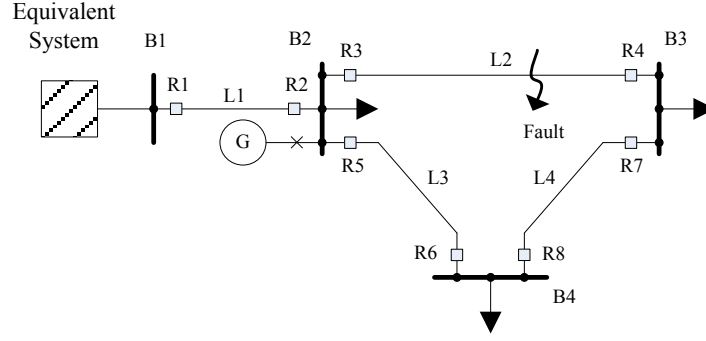 Equivalent
System
B1
B2
B3
R1
L1
R2
R3
L2
R4
Fault
G
R5
L3
L4
R7
R6
R8
B4